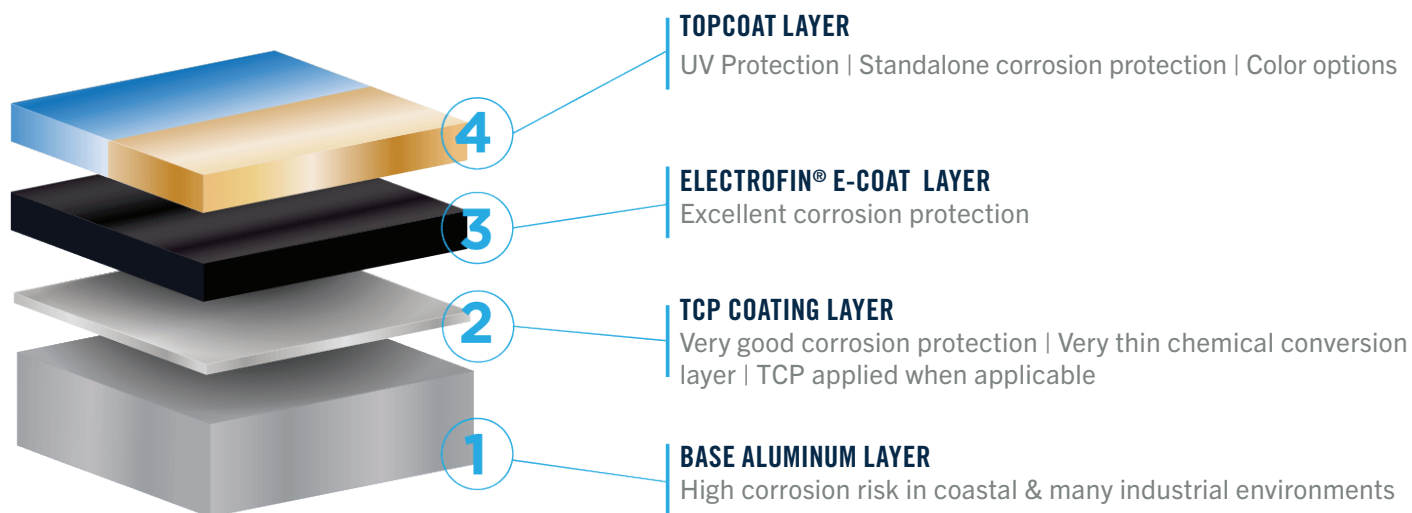 TOPCOAT LAYER
UV Protection | Standalone corrosion protection | Color options
4
ELECTROFIN® E-COAT LAYER
Excellent corrosion protection
3
TCP COATING LAYER
Very good corrosion protection | Very thin chemical conversion
layer | TCP applied when applicable
2
BASE ALUMINUM LAYER
High corrosion risk in coastal & many industrial environments
1